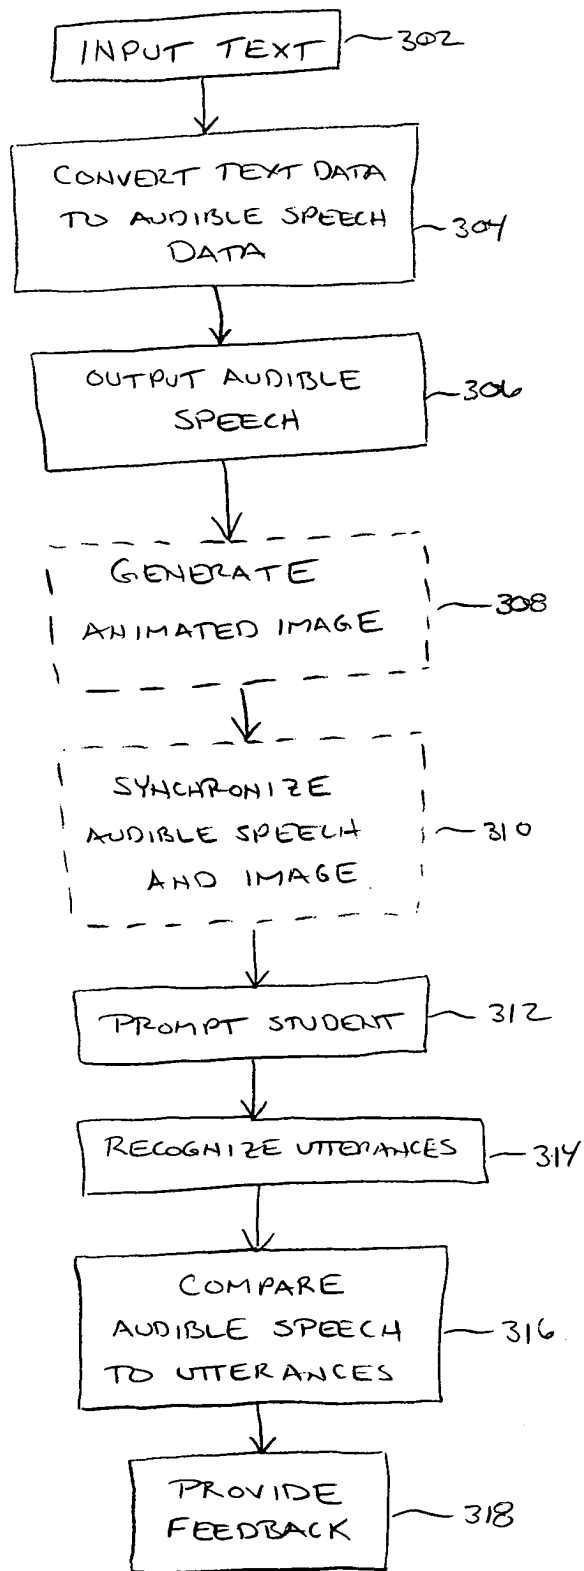 INPUT TEXT
302
CONVERT TEXT DATA
TO AUDIBLE SPEECH
DATA
304
OUTPUT AUDIBLE
SPEECH
306
GENERATE
ANIMATED IMAGE
308
SYNCHRONIZE
AUDIBLE SPEECH
AND IMAGE
310
PROMPT STUDENT
312
RECOGNIZE UTTERANCES
314
COMPARE
AUDIBLE SPEECH
TO UTTERANCES
316
PROVIDE
FEEDBACK
318